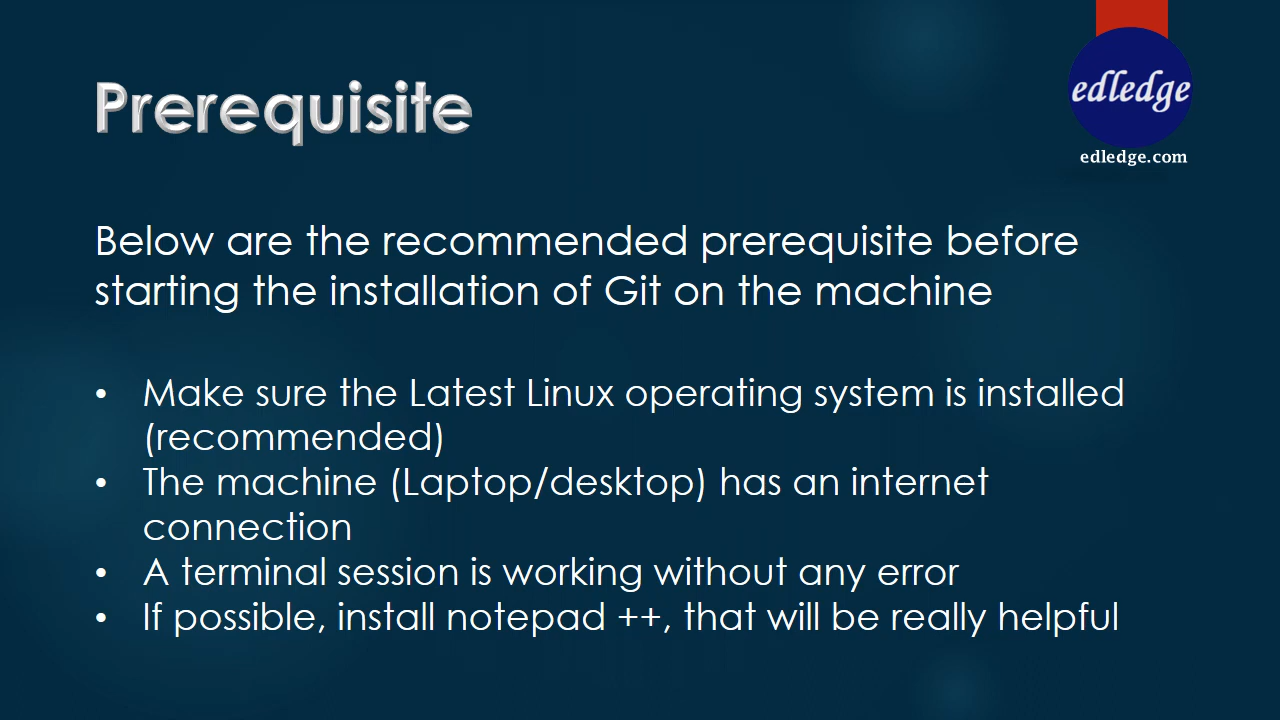 Prerequisite
edledge
edledge.com
Below are the recommended prerequisite before
starting the installation of Git on the machine
• Make sure the Latest Linux operating system is installed
(recommended)
• The machine (Laptop/desktop) has an internet
connection
• A terminal session is working without any error
• If possible, install notepad ++, that will be really helpful